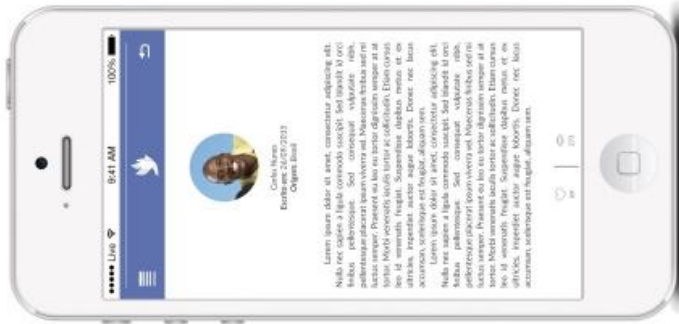 Live 9:41 AM 100%
Carlos Nunes
Escrito em: 26/09/2015
Origem: Brasil
Lorem ipsum dolor sit amet, consectetur adipiscing elit.
Nulla nec sapien a ligula commodo suscipit. Sed blandit id orci
finibus pellentesque. Sed consequat vulputate nibh,
pellentesque placerat ipsum viverra vel. Maecenas finibus sed mi
luctus semper. Praesent eu leo eu tortor dignissim semper at at
tortor. Morbi venenatis iaculis tortor ac sollicitudin. Etiam cursus
leo id venenatis feugiat. Suspendisse dapibus metus et ex
ultricies, imperdiet auctor augue lobortis. Donec nec lacus
accumsan, scelerisque est feugiat, aliquam sem.
Lorem ipsum dolor sit amet, consectetur adipiscing elit.
Nulla nec sapien a ligula commodo suscipit. Sed blandit id orci
finibus pellentesque. Sed consequat vulputate nibh,
pellentesque placerat ipsum viverra vel. Maecenas finibus sed mi
luctus semper. Praesent eu leo eu tortor dignissim semper at at
tortor. Morbi venenatis iaculis tortor ac sollicitudin. Etiam cursus
leo id venenatis feugiat. Suspendisse dapibus metus et ex
ultricies, imperdiet auctor augue lobortis. Donec nec lacus
accumsan, scelerisque est feugiat, aliquam sem.